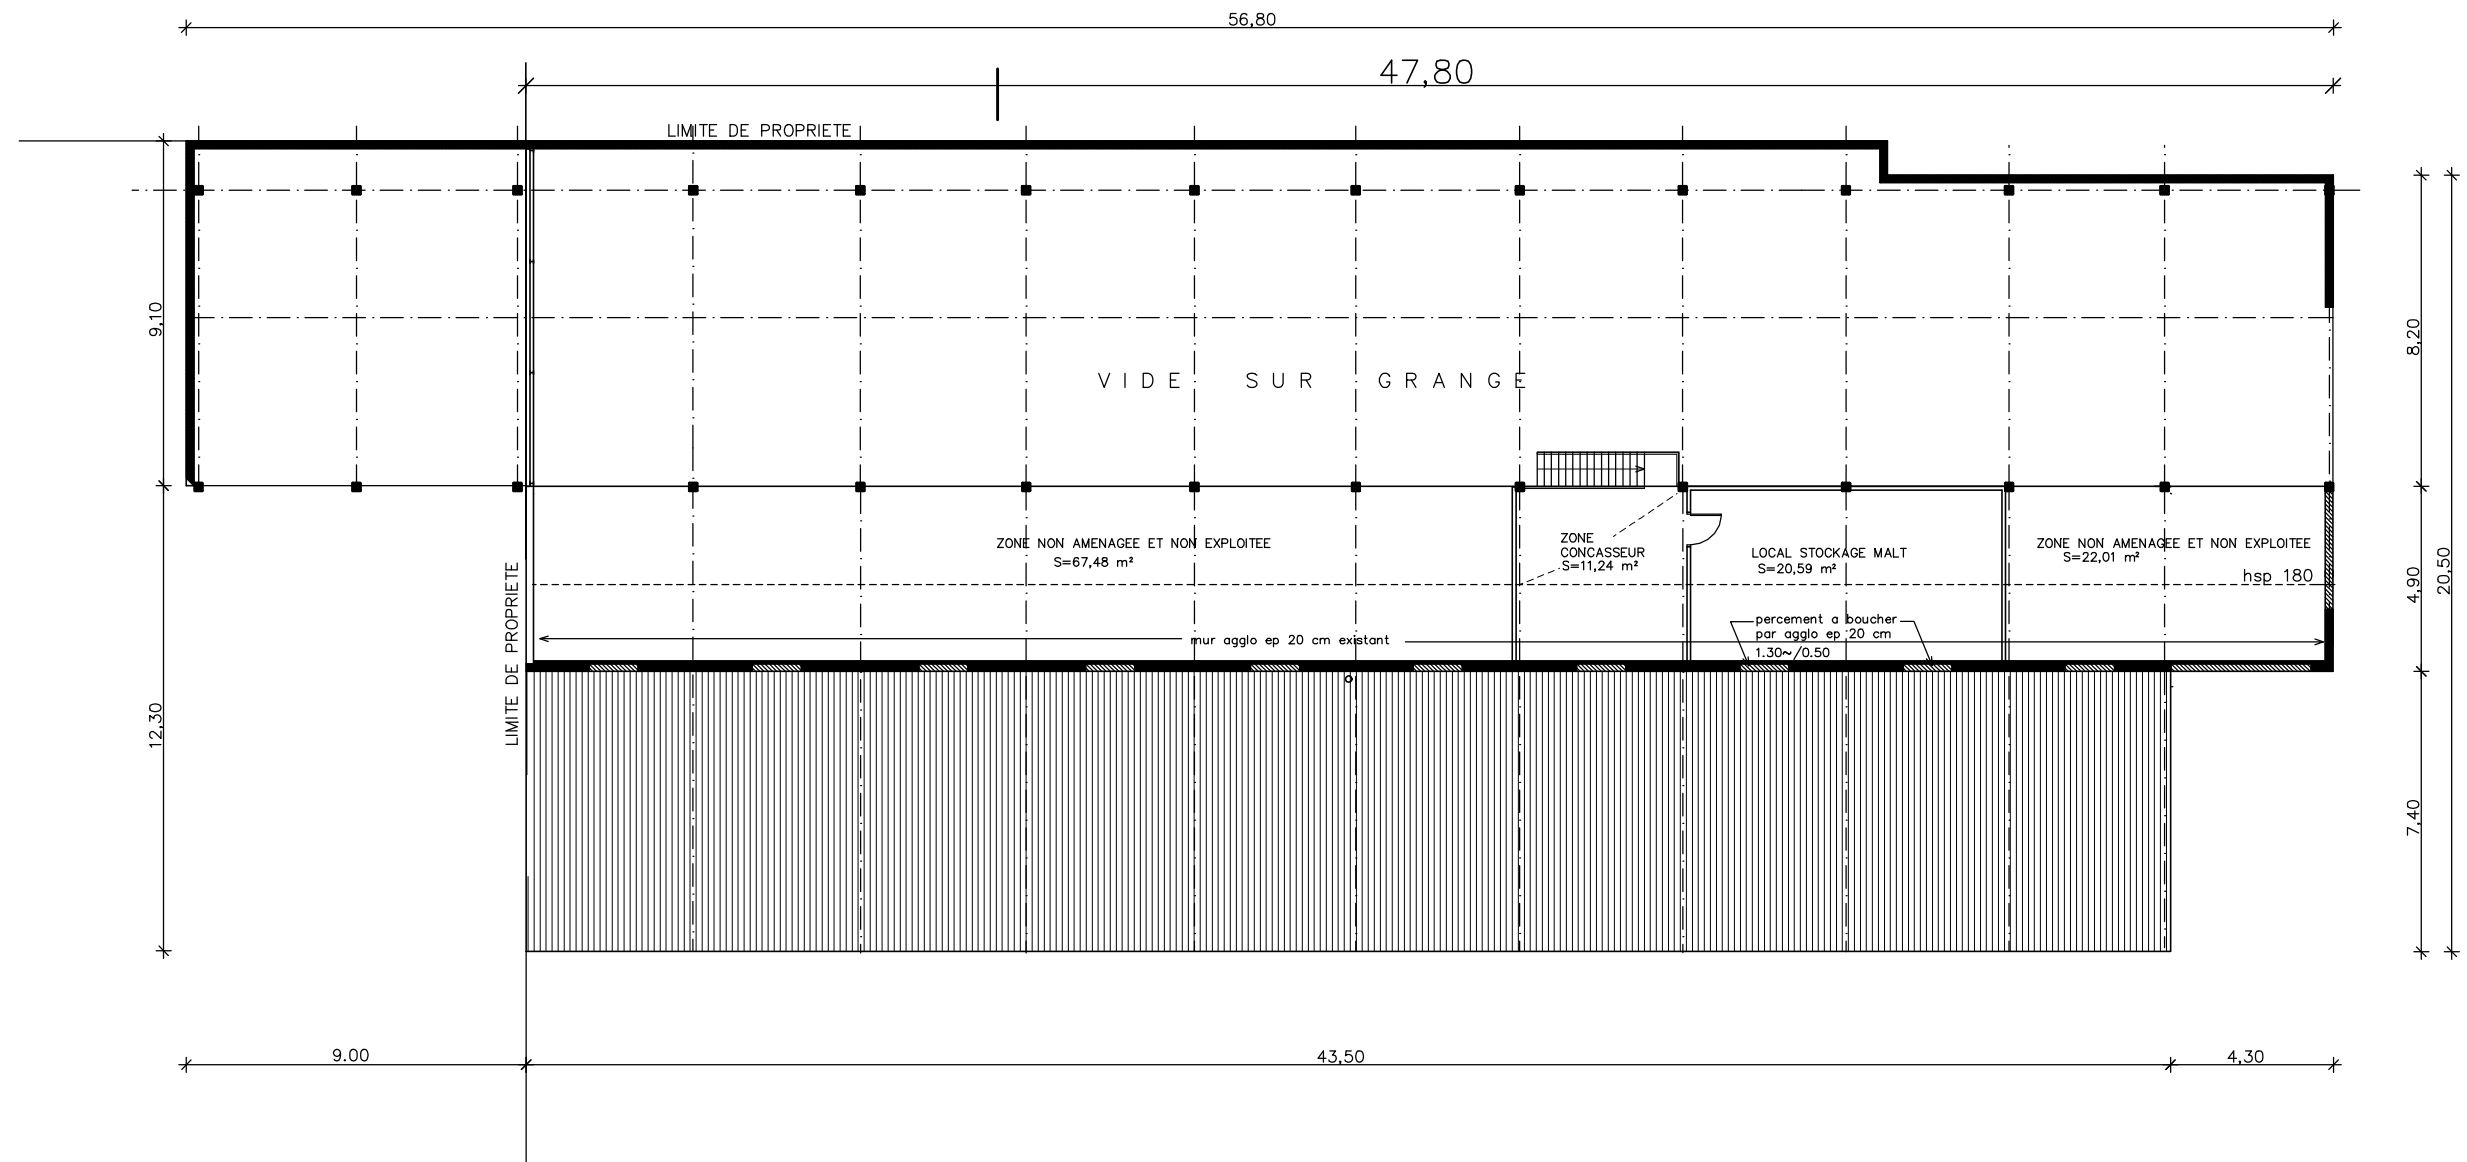 56,80
47,80
LIMITE DE PROPRIETE
9,10
8,20
VIDE SUR GRANGE
ZONE NON AMENAGEE ET NON EXPLOITEE
S=67,48 m²
ZONE
CONCASSEUR
S=11,24 m²
LOCAL STOCKAGE MALT
S=20,59 m²
ZONE NON AMENAGEE ET NON EXPLOITEE
S=22,01 m²
hsp 180
4,90
20,50
LIMITE DE PROPRIETE
mur agglo ep 20 cm existant
percement a boucher
par agglo ep 20 cm
1.30~/0.50
12,30
7,40
9.00
43,50
4,30